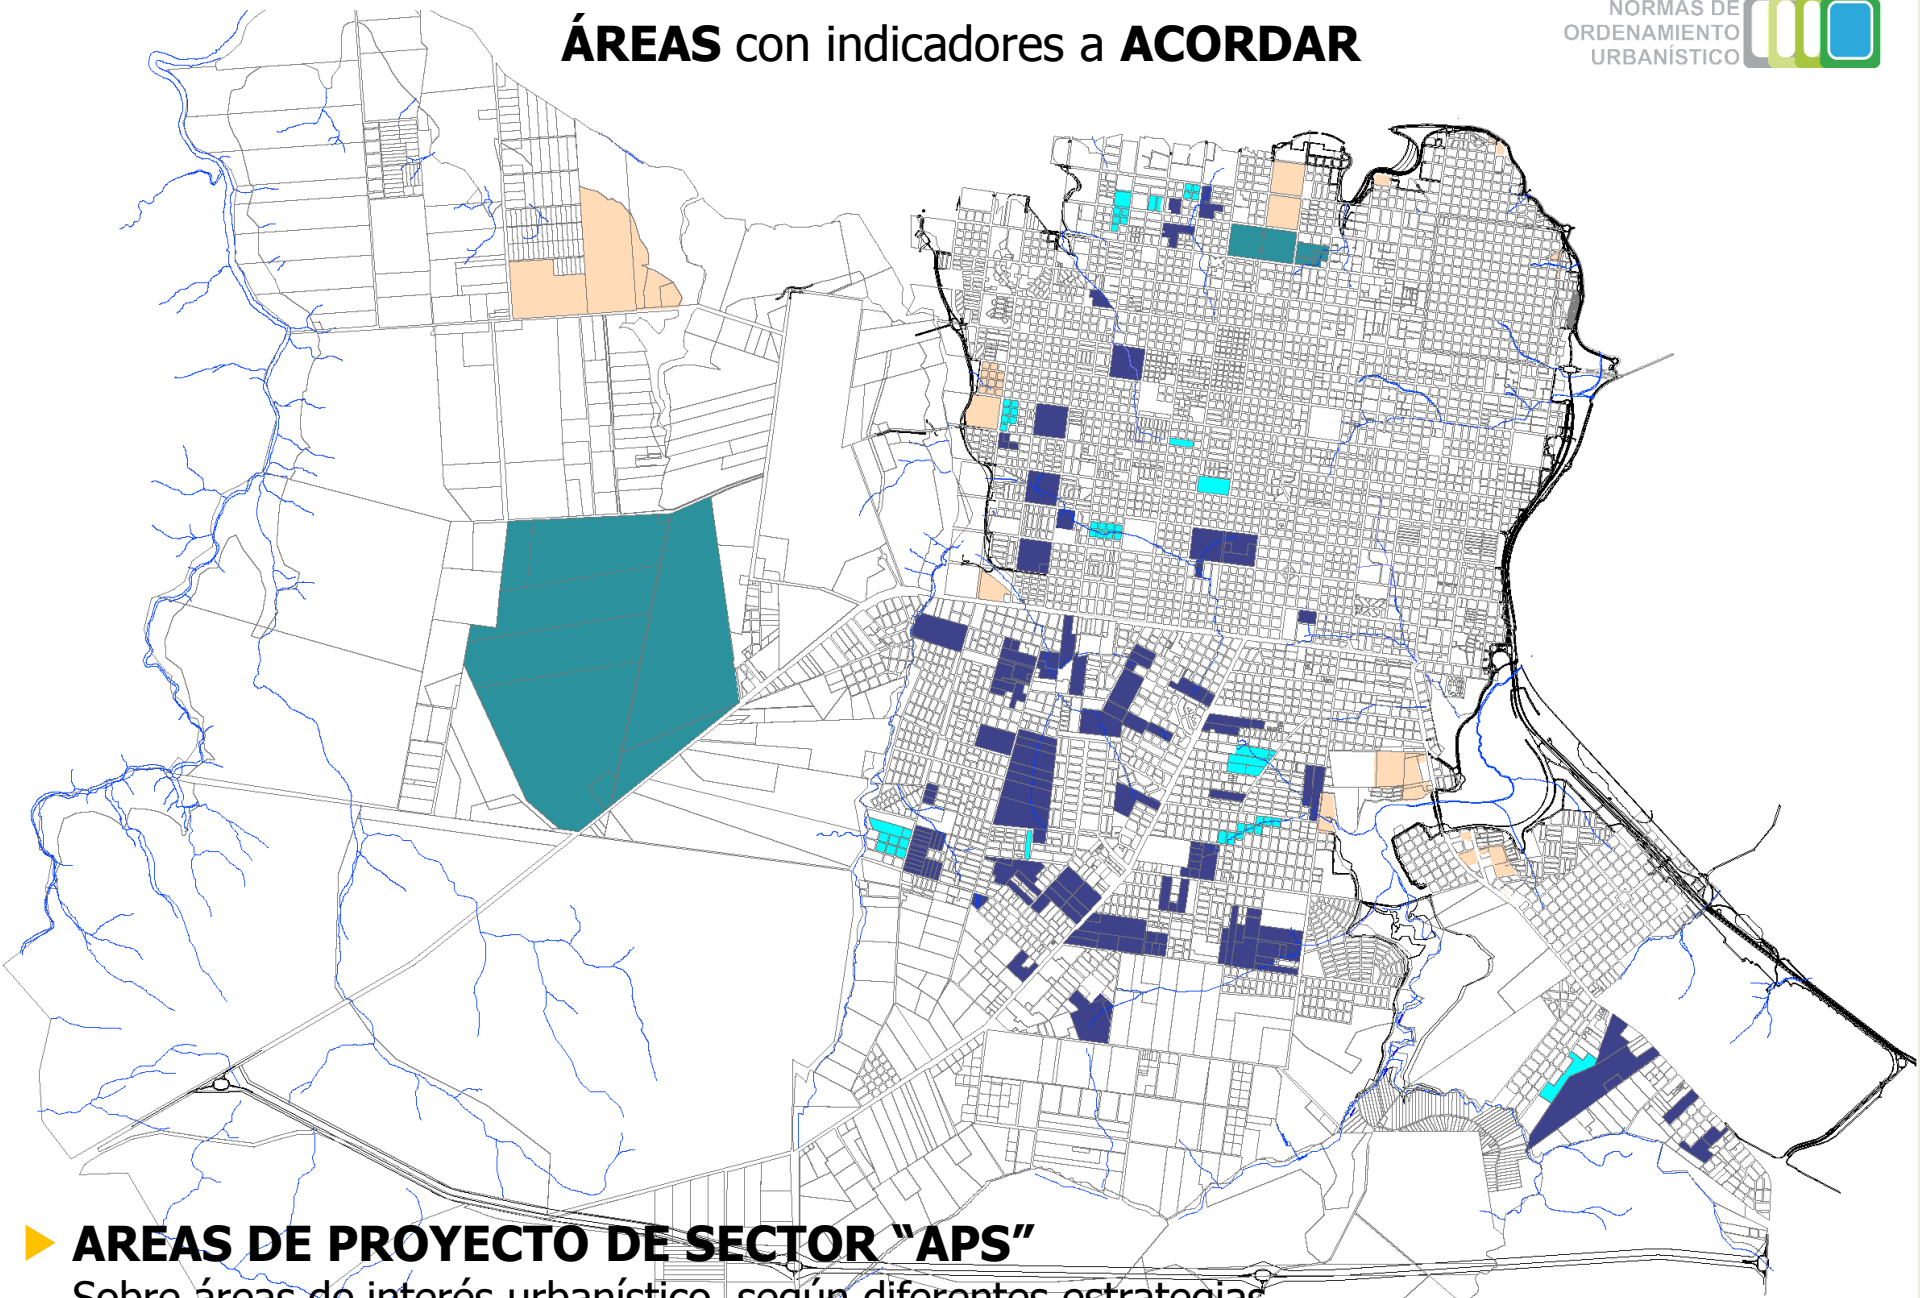 ÁREAS con indicadores a ACORDAR
NORMAS DE
ORDENAMIENTO
URBANÍSTICO
AREAS DE PROYECTO DE SECTOR “APS”
Sobre áreas de interés urbanístico, según diferentes estrategias